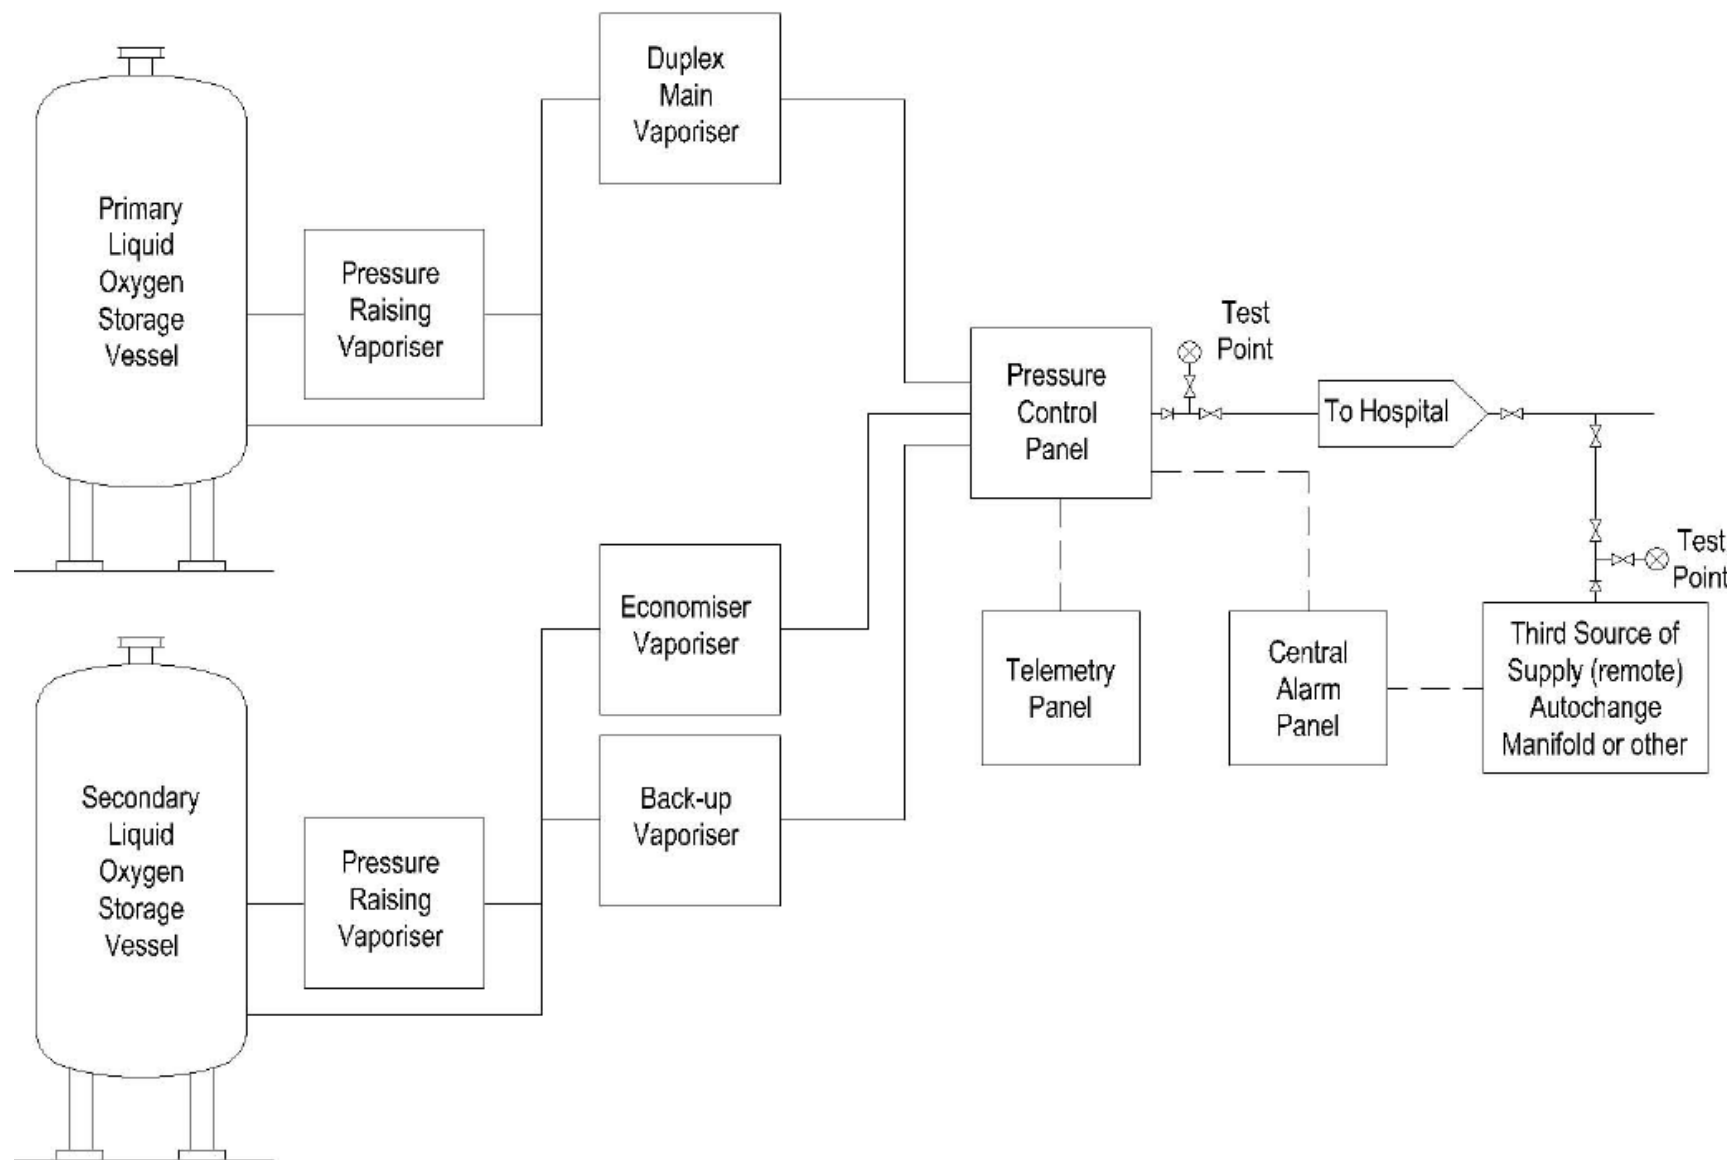 Duplex
Main
Vaporiser
Primary
Liquid
Oxygen
Storage
Vessel
Pressure
Raising
Vaporiser
Test
Point
Pressure
Control
Panel
To Hospital
Test
Point
Economiser
Vaporiser
Telemetry
Panel
Central
Alarm
Panel
Third Source of
Supply (remote)
Autochange
Manifold or other
Secondary
Liquid
Oxygen
Storage
Vessel
Pressure
Raising
Vaporiser
Back-up
Vaporiser